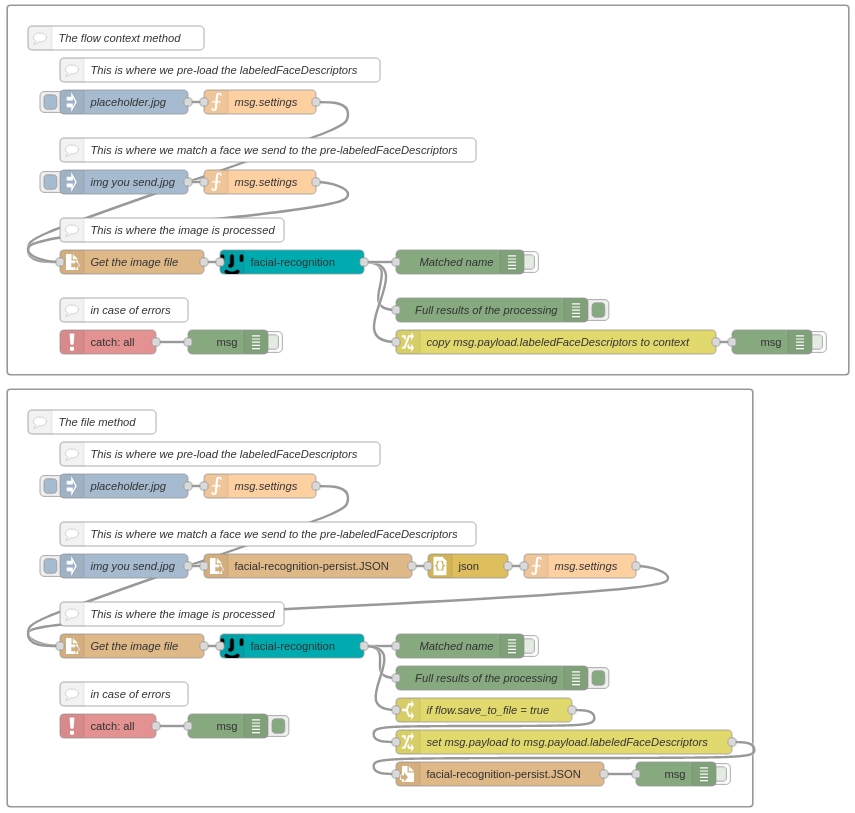 The flow context method
This is where we pre-load the labeledFaceDescriptors
placeholder.jpg
msg.settings
This is where we match a face we send to the pre-labeledFaceDescriptors
img you send.jpg
msg.settings
This is where the image is processed
Get the image file
facial-recognition
Matched name
in case of errors
Full results of the processing
catch: all
msg
copy msg.payload.labeledFaceDescriptors to context
msg
The file method
This is where we pre-load the labeledFaceDescriptors
placeholder.jpg
msg.settings
This is where we match a face we send to the pre-labeledFaceDescriptors
img you send.jpg
facial-recognition-persist.JSON
json
msg.settings
This is where the image is processed
Get the image file
facial-recognition
Matched name
Full results of the processing
in case of errors
if flow.save_to_file = true
catch: all
msg
set msg.payload to msg.payload.labeledFaceDescriptors
facial-recognition-persist.JSON
msg